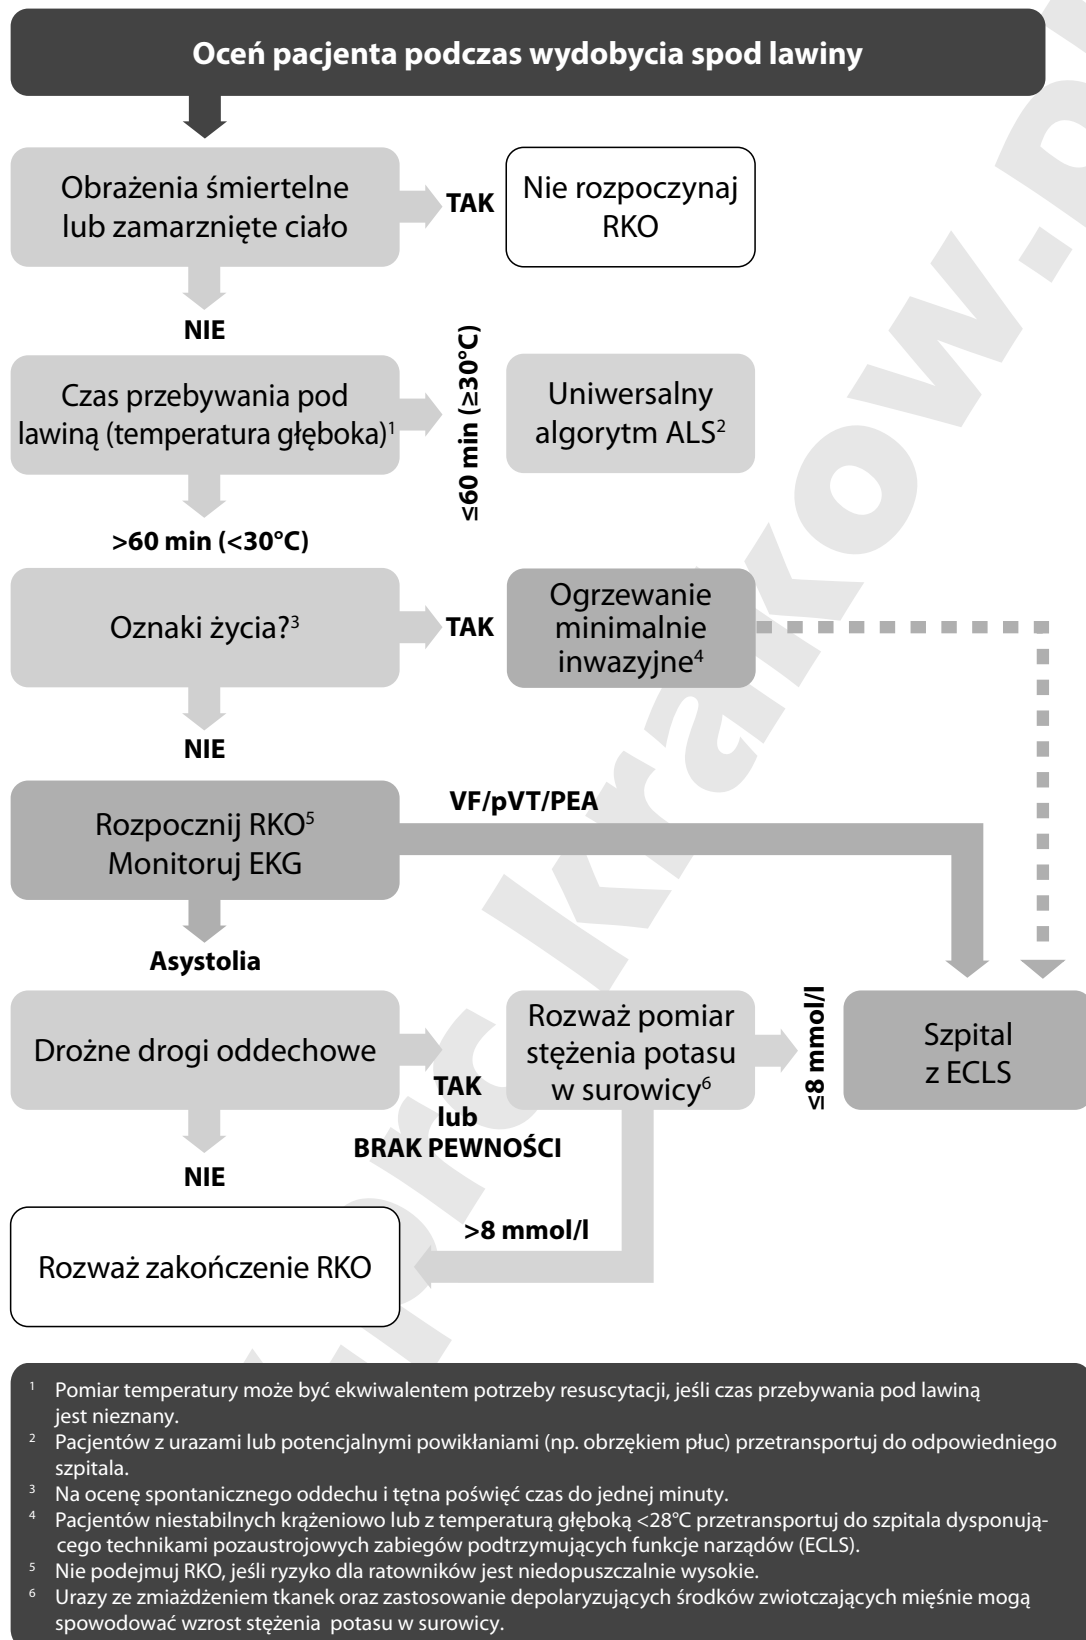 Oceń pacjenta podczas wydobycia spod lawiny
Obrażenia śmiertelne
lub zamarznięte ciało
TAK
Nie rozpoczynaj
RKO
NIE
Czas przebywania pod
lawiną (temperatura głęboka)¹
≤60 min (≥30°C)
Uniwersalny
algorytm ALS²
>60 min (<30°C)
Oznaki życia?³
TAK
Ogrzewanie
minimalnie
inwazyjne⁴
NIE
Rozpocznij RKO⁵
Monitoruj EKG
VF/pVT/PEA
Asystolia
Drożne drogi oddechowe
TAK
lub
BRAK PEWNOŚCI
Rozważ pomiar
stężenia potasu
w surowicy⁶
≤8 mmol/l
Szpital
z ECLS
NIE
>8 mmol/l
Rozważ zakończenie RKO
¹ Pomiar temperatury może być ekwiwalentem potrzeby resuscytacji, jeśli czas przebywania pod lawiną
jest nieznany.
² Pacjentów z urazami lub potencjalnymi powikłaniami (np. obrzękiem płuc) przetransportuj do odpowiedniego
szpitala.
³ Na ocenę spontanicznego oddechu i tętna poświęć czas do jednej minuty.
⁴ Pacjentów niestabilnych krążeniowo lub z temperaturą głęboką <28°C przetransportuj do szpitala dysponują-
cego technikami pozaustrojowych zabiegów podtrzymujących funkcje narządów (ECLS).
⁵ Nie podejmuj RKO, jeśli ryzyko dla ratowników jest niedopuszczalnie wysokie.
⁶ Urazy ze zmiażdżeniem tkanek oraz zastosowanie depolaryzujących środków zwiotczających mięśnie mogą
spowodować wzrost stężenia potasu w surowicy.